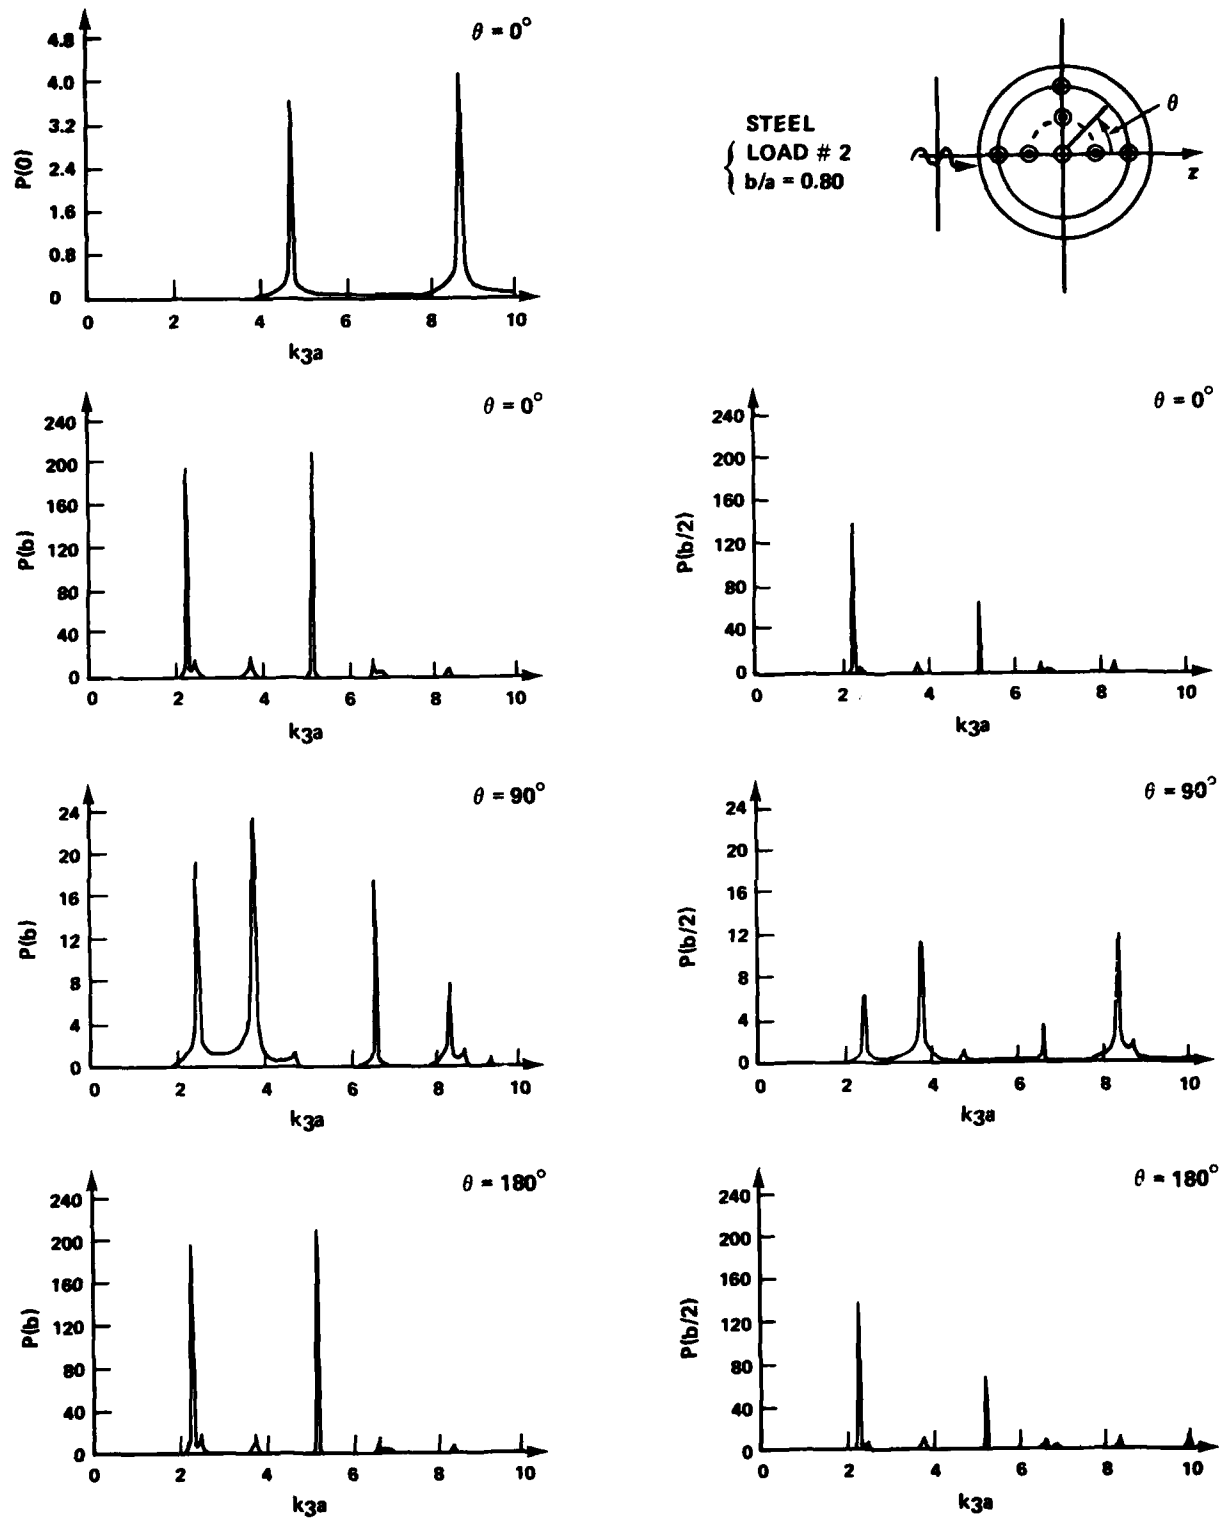 θ = 0°
P(0)
4.8
4.0
3.2
2.4
1.6
0.8
0
0 2 4 6 8 10
k3a
STEEL
LOAD # 2
b/a = 0.80
θ
z
θ = 0°
P(b)
240
200
160
120
80
40
0
0 2 4 6 8 10
k3a
θ = 0°
P(b/2)
240
200
160
120
80
40
0
0 2 4 6 8 10
k3a
θ = 90°
P(b)
24
20
16
12
8
4
0
0 2 4 6 8 10
k3a
θ = 90°
P(b/2)
24
20
16
12
8
4
0
0 2 4 6 8 10
k3a
θ = 180°
P(b)
240
200
160
120
80
40
0
0 2 4 6 8 10
k3a
θ = 180°
P(b/2)
240
200
160
120
80
40
0
0 2 4 6 8 10
k3a